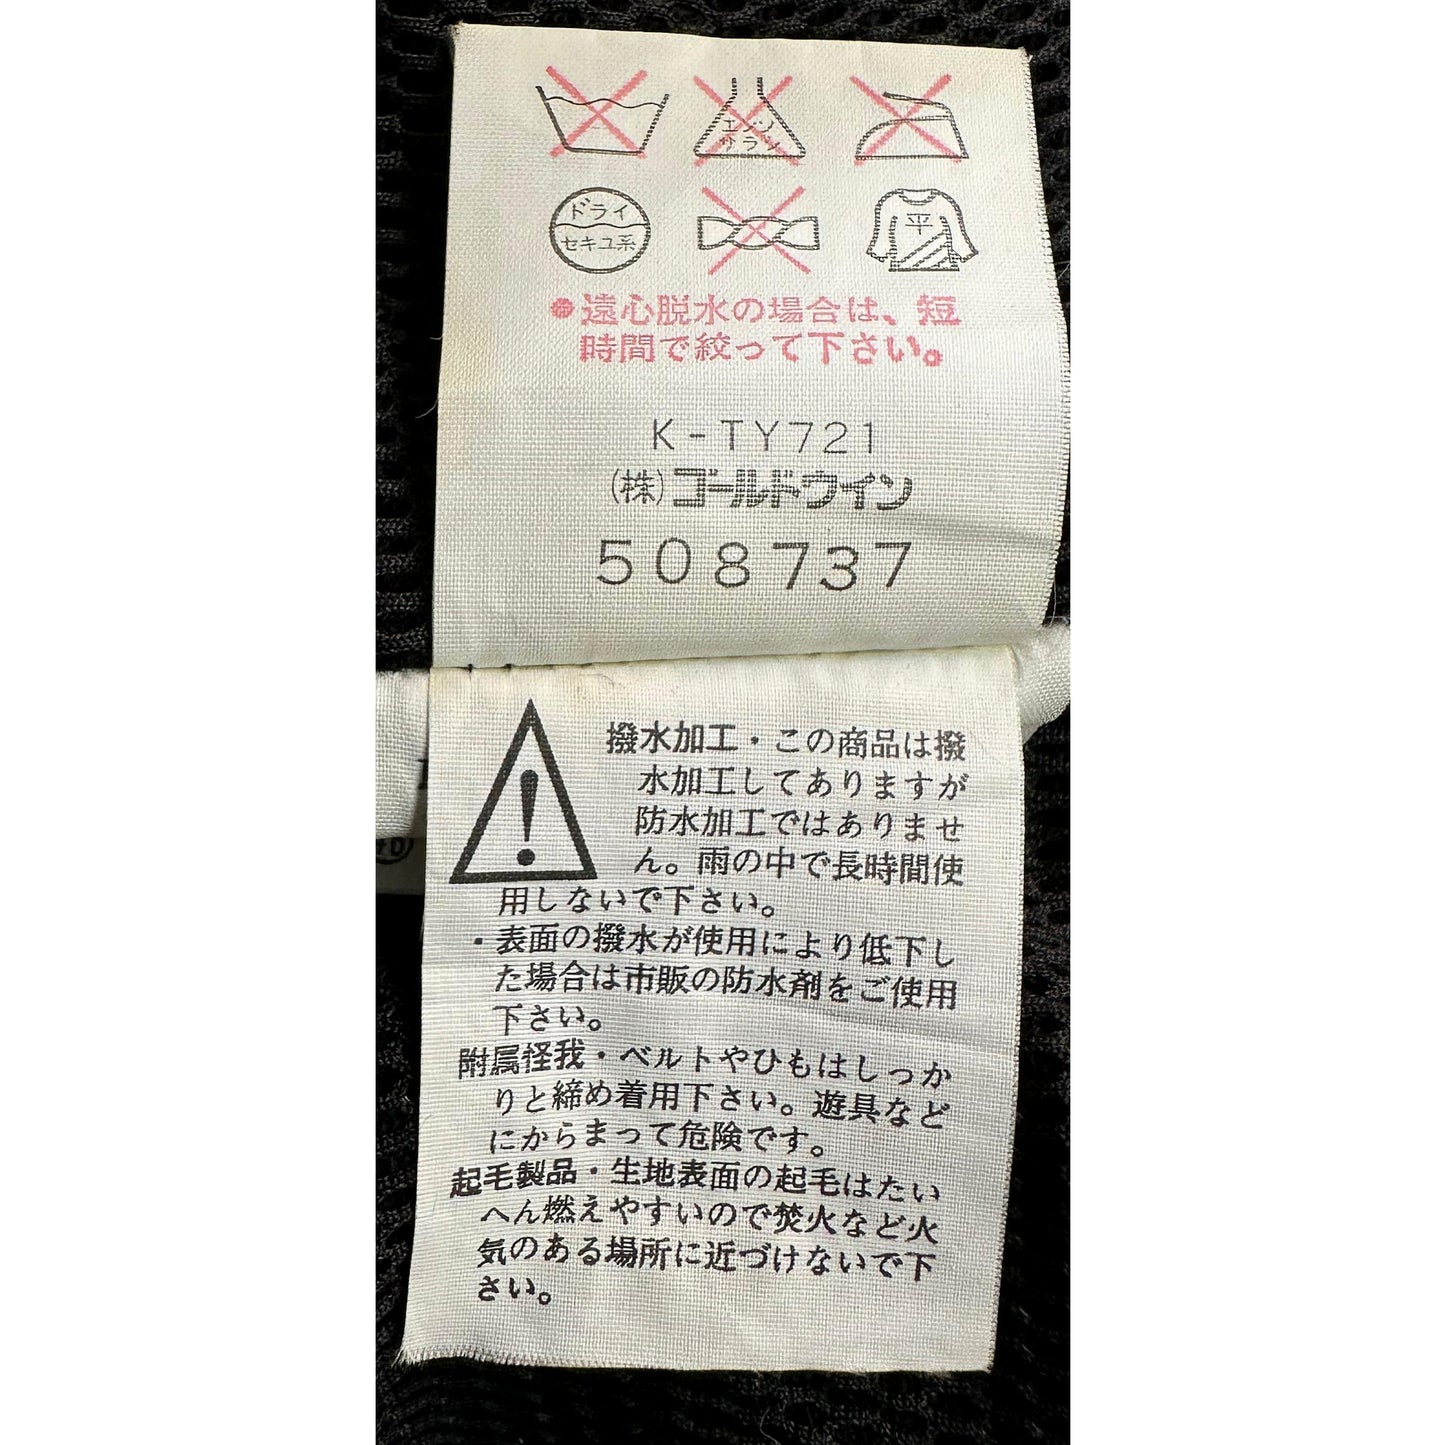 エンソ
サラシ
ドライ
セキユ系
平
●遠心脱水の場合は、短
時間で絞って下さい。
K-TY721
(株)ゴールドウイン
508737
撥水加工・この商品は撥
水加工してありますが
防水加工ではありませ
ん。雨の中で長時間使
用しないで下さい。
・表面の撥水が使用により低下し
た場合は市販の防水剤をご使用
下さい。
附属怪我・ベルトやひもはしっか
りと締め着用下さい。遊具など
にからまって危険です。
起毛製品・生地表面の起毛はたい
へん燃えやすいので焚火など火
気のある場所に近づけないで下
さい。